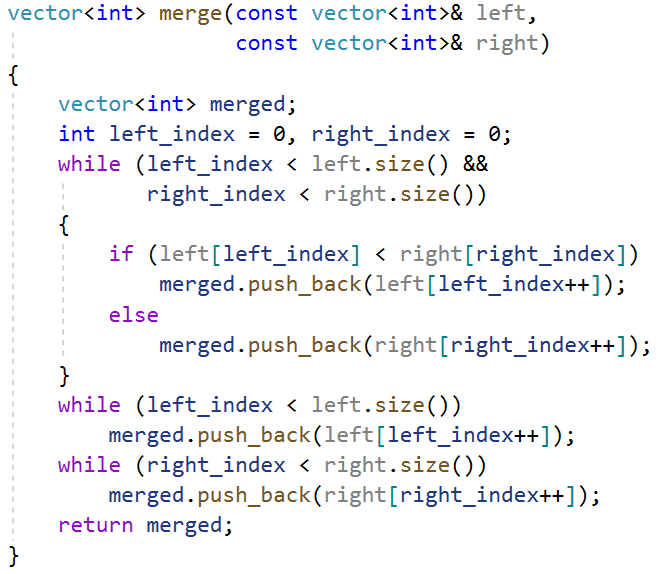 vector<int> merge(const vector<int>& left,
                  const vector<int>& right)
{
    vector<int> merged;
    int left_index = 0, right_index = 0;
    while (left_index < left.size() &&
           right_index < right.size())
    {
        if (left[left_index] < right[right_index])
            merged.push_back(left[left_index++]);
        else
            merged.push_back(right[right_index++]);
    }
    while (left_index < left.size())
        merged.push_back(left[left_index++]);
    while (right_index < right.size())
        merged.push_back(right[right_index++]);
    return merged;
}